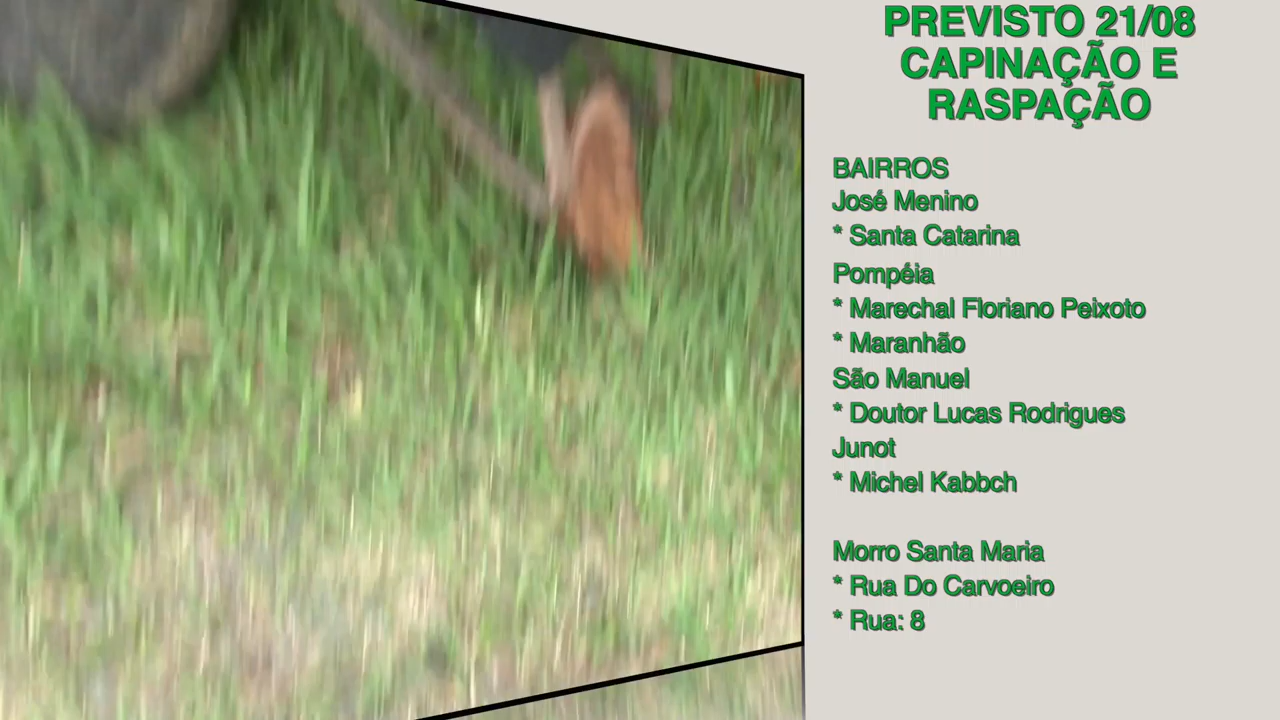 PREVISTO 21/08
CAPINAÇÃO E
RASPAÇÃO
BAIRROS
José Menino
* Santa Catarina
Pompéia
* Marechal Floriano Peixoto
* Maranhão
São Manuel
* Doutor Lucas Rodrigues
Junot
* Michel Kabbch
Morro Santa Maria
* Rua Do Carvoeiro
* Rua: 8